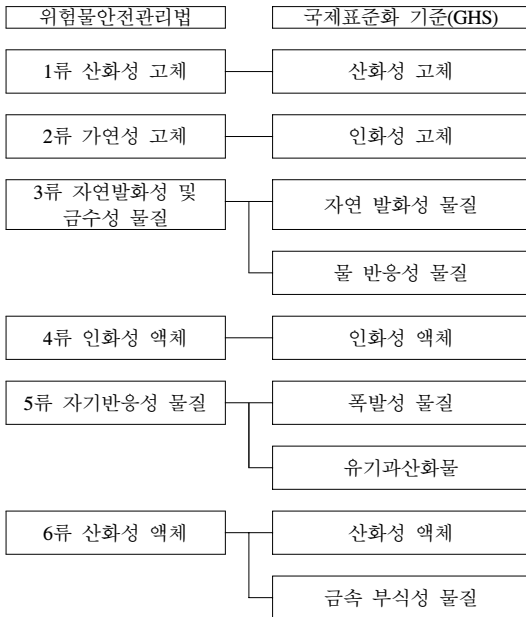 위험물안전관리법
국제표준화 기준(GHS)
1류 산화성 고체
산화성 고체
2류 가연성 고체
인화성 고체
3류 자연발화성 및
금수성 물질
자연 발화성 물질
물 반응성 물질
4류 인화성 액체
인화성 액체
5류 자기반응성 물질
폭발성 물질
유기과산화물
6류 산화성 액체
산화성 액체
금속 부식성 물질